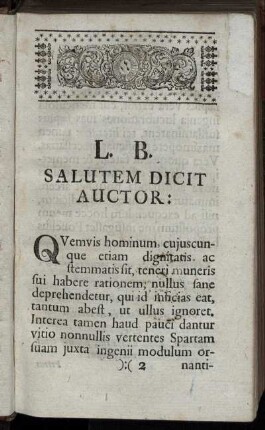 L. B.
SALUTEM DICIT
AUCTOR:
QVemvis hominum, cujuscun-
que etiam dignitatis ac
stemmatis sit, teneri muneris
sui habere rationem, nullus sane
deprehendetur, qui id inficias eat,
tantum abest, ut ullus ignoret.
Interea tamen haud pauci dantur
vitio nonnullis vertentes Spartam
suam juxta ingenii modulum or-
):( 2 nanti-